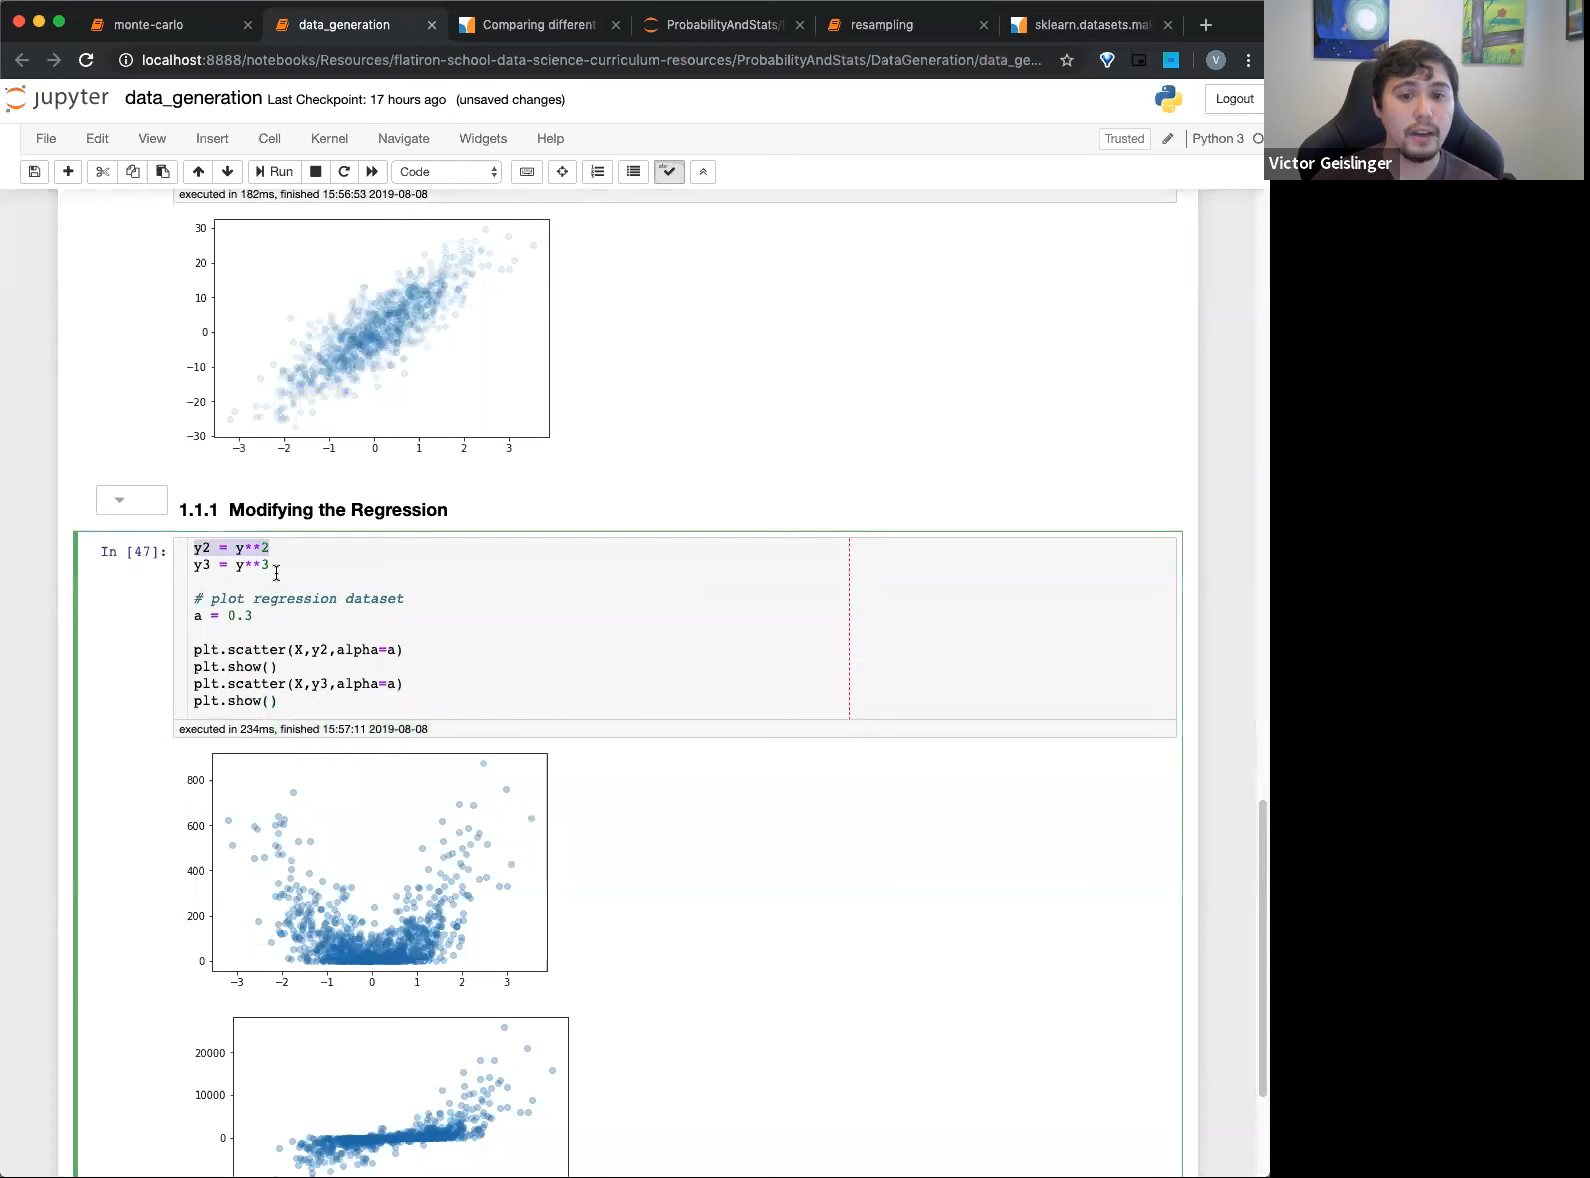 monte-carlo
data_generation
Comparing different
ProbabilityAndStats/
resampling
sklearn.datasets.ma
localhost:8888/notebooks/Resources/flatiron-school-data-science-curriculum-resources/ProbabilityAndStats/DataGeneration/data_ge...
V
jupyter data_generation Last Checkpoint: 17 hours ago (unsaved changes)
Logout
File Edit View Insert Cell Kernel Navigate Widgets Help
Trusted Python 3
Run Code
Victor Geislinger
executed in 182ms, finished 15:56:53 2019-08-08
30
20
10
0
−10
−20
−30
−3 −2 −1 0 1 2 3
1.1.1 Modifying the Regression
In [47]:
y2 = y**2
y3 = y**3
# plot regression dataset
a = 0.3
plt.scatter(X,y2,alpha=a)
plt.show()
plt.scatter(X,y3,alpha=a)
plt.show()
executed in 234ms, finished 15:57:11 2019-08-08
800
600
400
200
0
−3 −2 −1 0 1 2 3
20000
10000
0